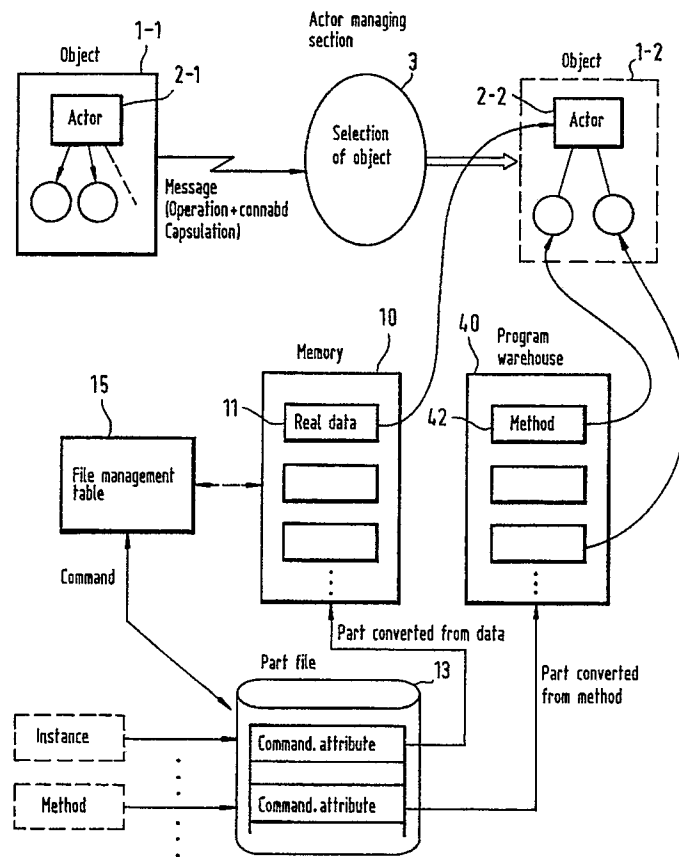 Actor managing
section
1-1
Object
2-1
Actor
3
Selection
of object
Message
(Operation+connabd
Capsulation)
Object
1-2
2-2
Actor
10
Memory
11
Real data
40
Program
warehouse
42
Method
15
File management
table
Command
Part converted from data
Part converted
from method
Part file
13
Instance
Command. attribute
Method
Command. attribute